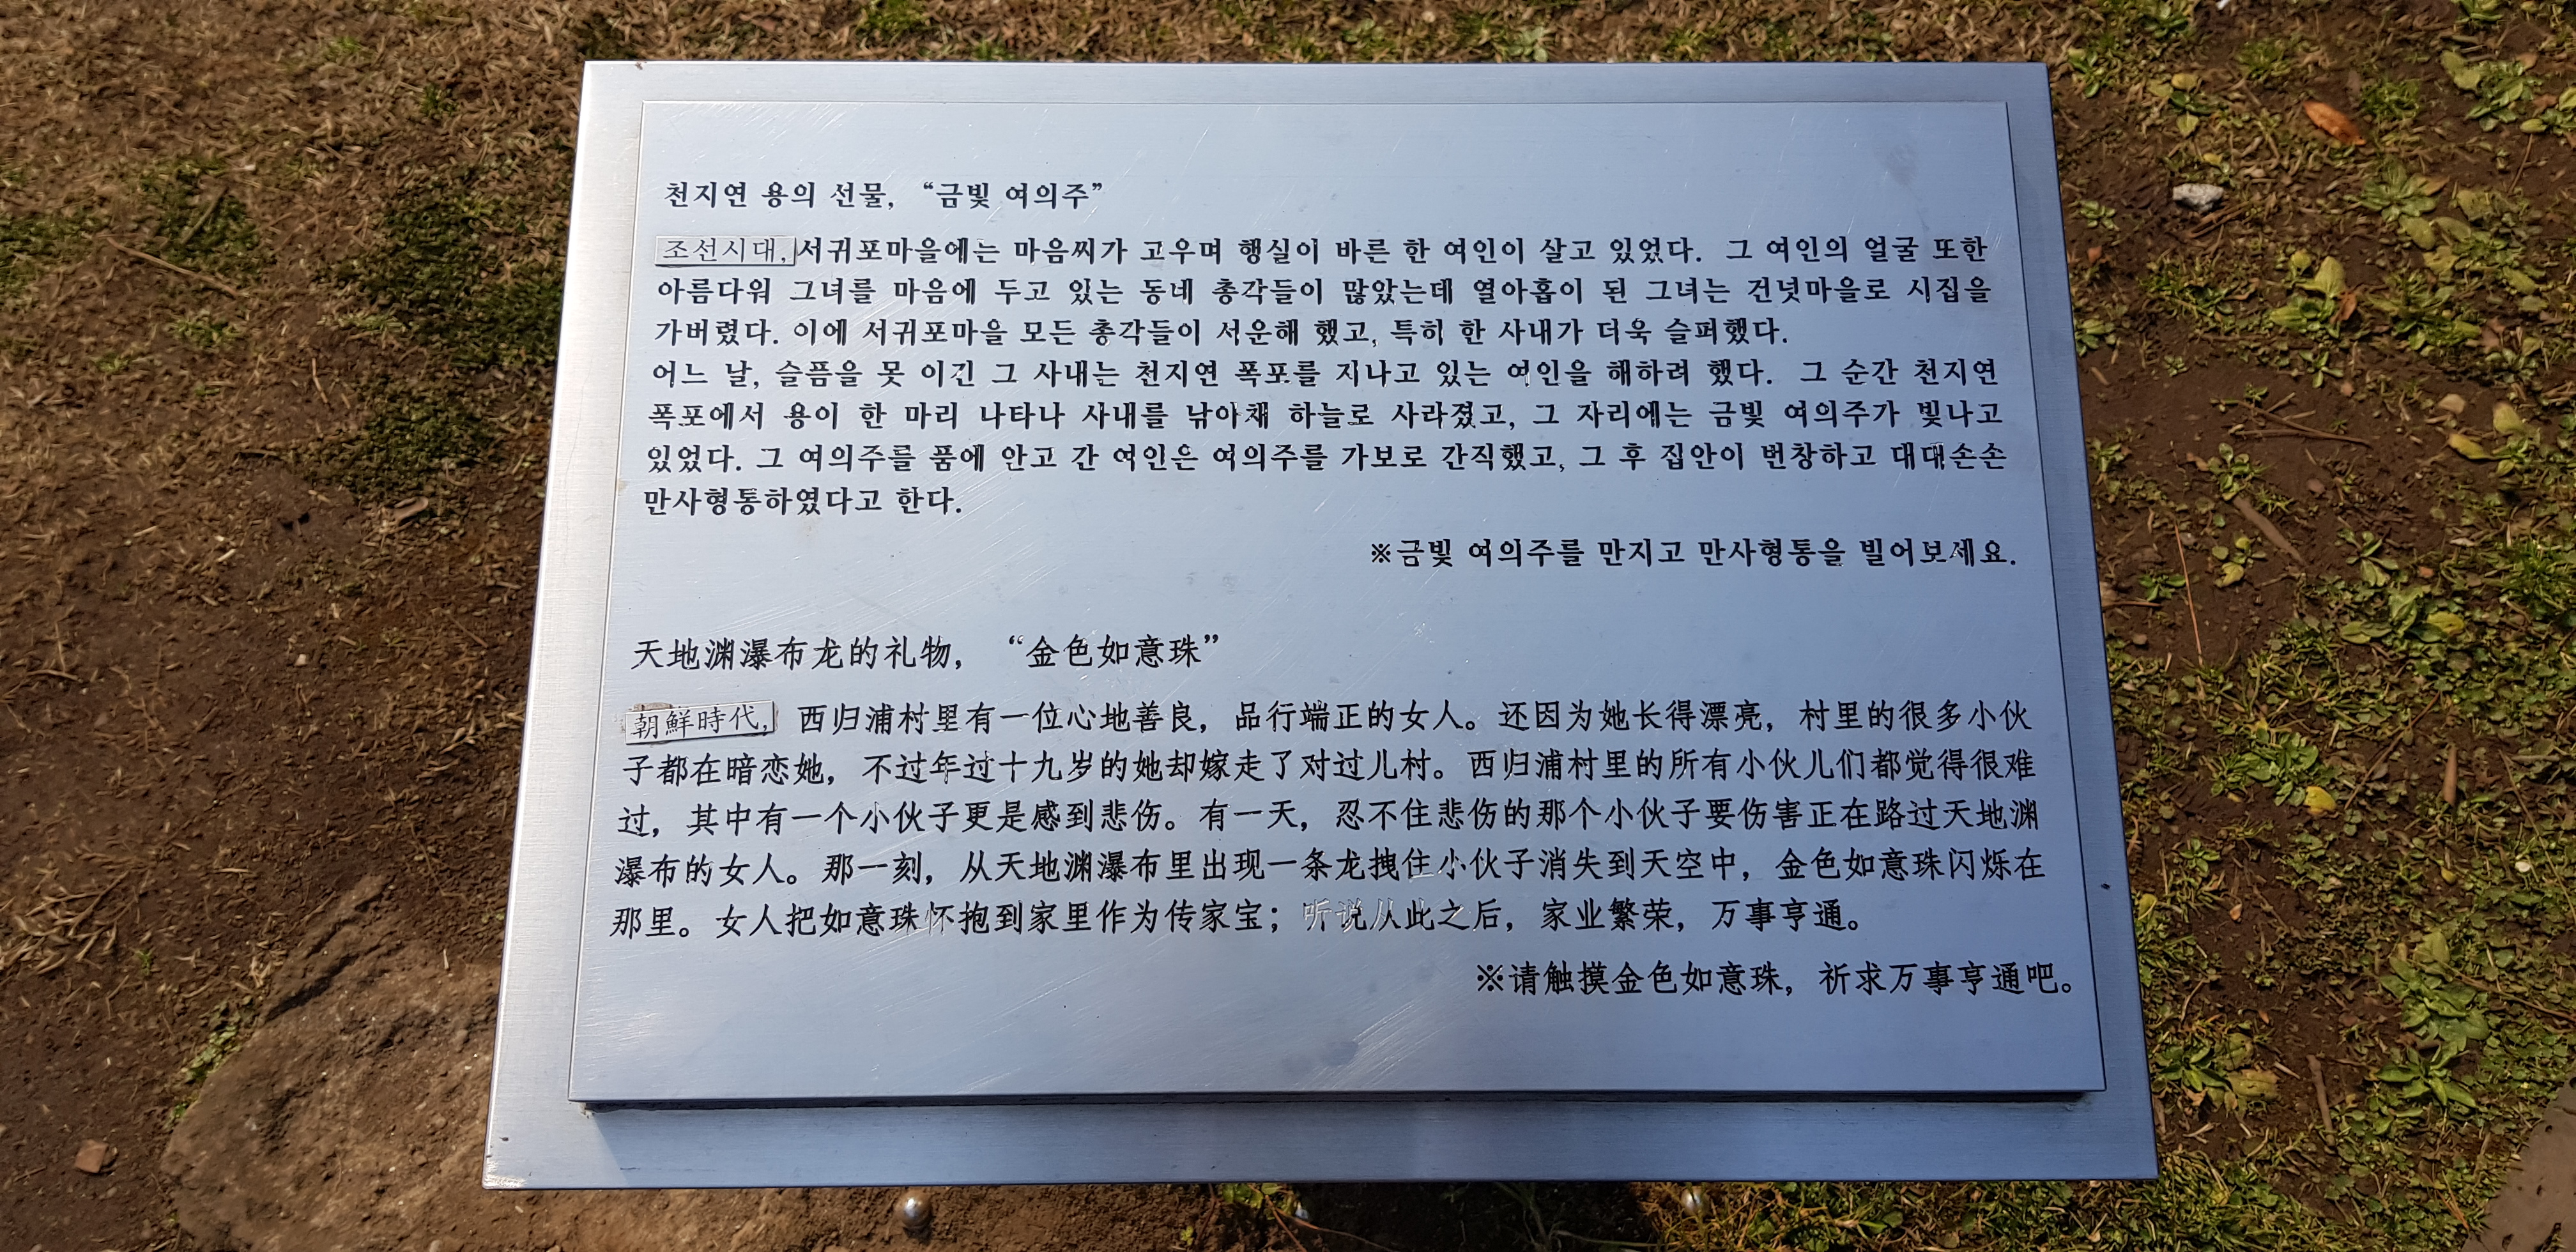 천지연 용의 선물, “금빛 여의주”
조선시대, 서귀포마을에는 마음씨가 고우며 행실이 바른 한 여인이 살고 있었다. 그 여인의 얼굴 또한
아름다워 그녀를 마음에 두고 있는 동네 총각들이 많았는데 열아홉이 된 그녀는 건넛마을로 시집을
가버렸다. 이에 서귀포마을 모든 총각들이 서운해 했고, 특히 한 사내가 더욱 슬퍼했다.
어느 날, 슬픔을 못 이긴 그 사내는 천지연 폭포를 지나고 있는 여인을 해하려 했다. 그 순간 천지연
폭포에서 용이 한 마리 나타나 사내를 낚아채 하늘로 사라졌고, 그 자리에는 금빛 여의주가 빛나고
있었다. 그 여의주를 품에 안고 간 여인은 여의주를 가보로 간직했고, 그 후 집안이 번창하고 대대손손
만사형통하였다고 한다.
※금빛 여의주를 만지고 만사형통을 빌어보세요.
天地渊瀑布龙的礼物，“金色如意珠”
朝鮮時代, 西归浦村里有一位心地善良，品行端正的女人。还因为她长得漂亮，村里的很多小伙
子都在暗恋她，不过年过十九岁的她却嫁走了对过儿村。西归浦村里的所有小伙儿们都觉得很难
过，其中有一个小伙子更是感到悲伤。有一天，忍不住悲伤的那个小伙子要伤害正在路过天地渊
瀑布的女人。那一刻，从天地渊瀑布里出现一条龙拽住小伙子消失到天空中，金色如意珠闪烁在
那里。女人把如意珠怀抱到家里作为传家宝；听说从此之后，家业繁荣，万事亨通。
※请触摸金色如意珠，祈求万事亨通吧。